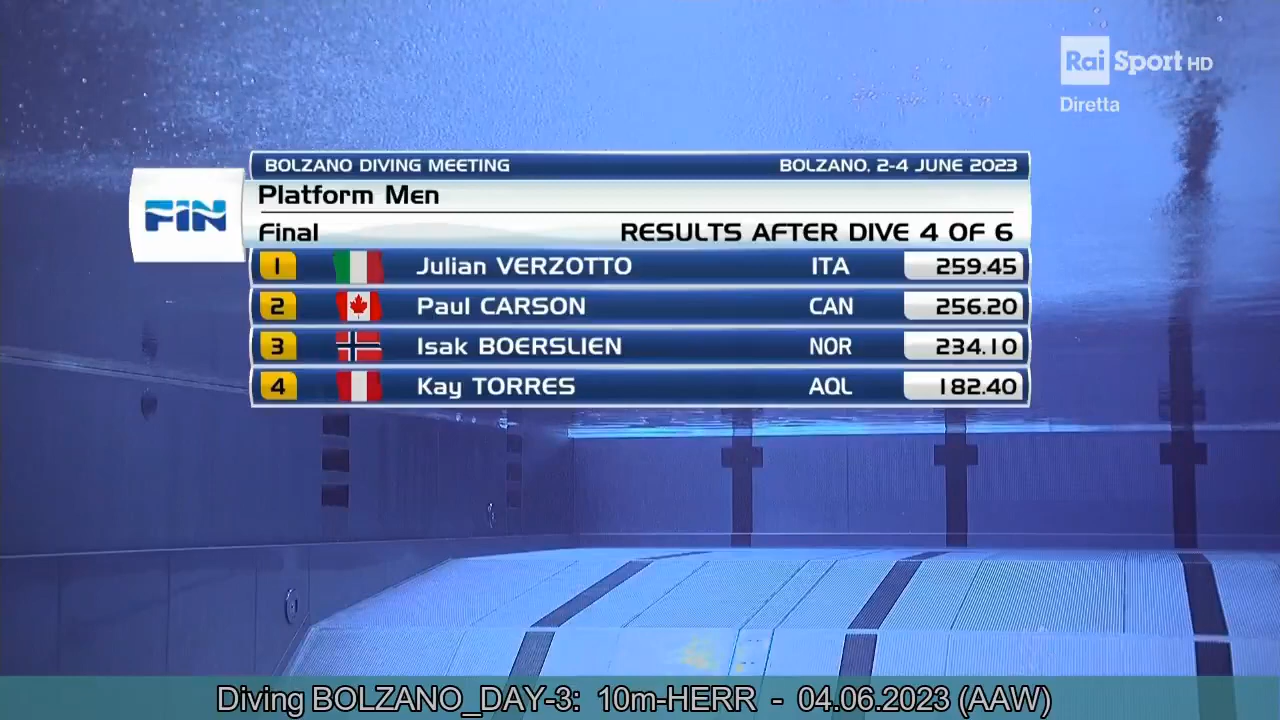 Rai Sport HD
Diretta
BOLZANO DIVING MEETING BOLZANO, 2-4 JUNE 2023
FIN
Platform Men
Final RESULTS AFTER DIVE 4 OF 6
1 Julian VERZOTTO ITA 259.45
2 Paul CARSON CAN 256.20
3 Isak BOERSLIEN NOR 234.10
4 Kay TORRES AQL 182.40
Diving BOLZANO_DAY-3: 10m-HERR - 04.06.2023 (AAW)